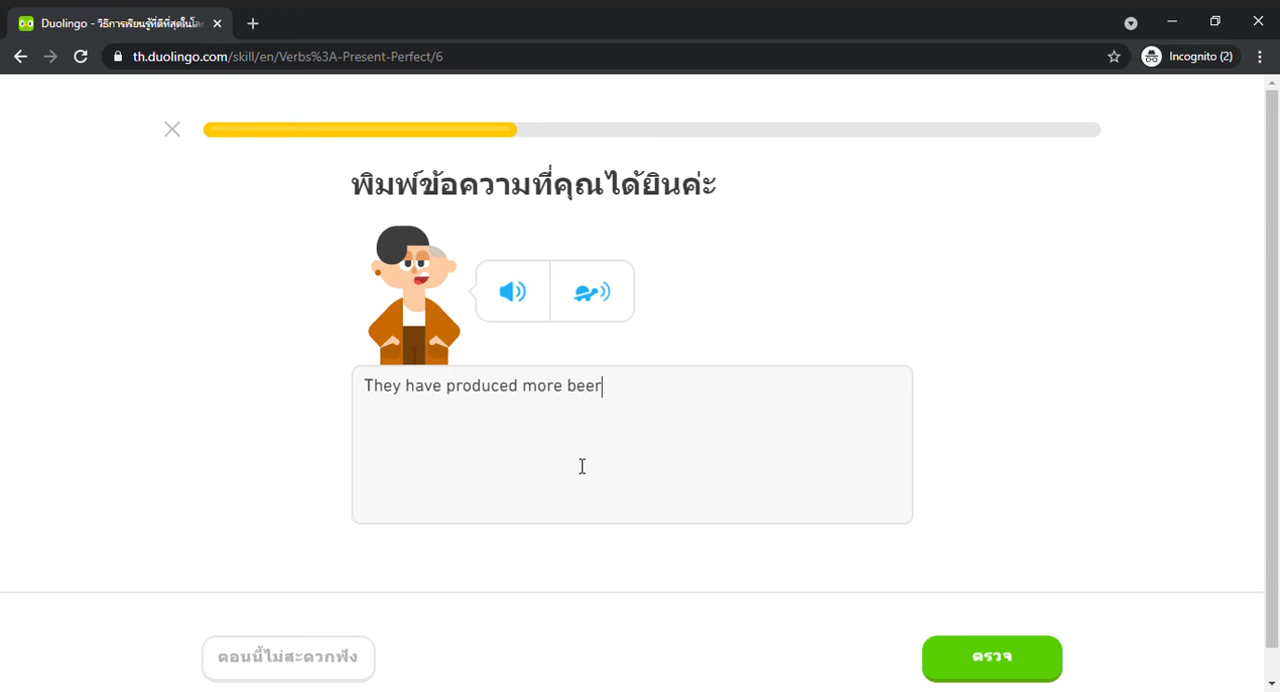 Duolingo - วิธีการเรียนรู้ที่ดีที่สุดในโล
th.duolingo.com/skill/en/Verbs%3A-Present-Perfect/6
Incognito (2)
พิมพ์ข้อความที่คุณได้ยินค่ะ
They have produced more beer
ตอนนี้ไม่สะดวกฟัง
ตรวจ